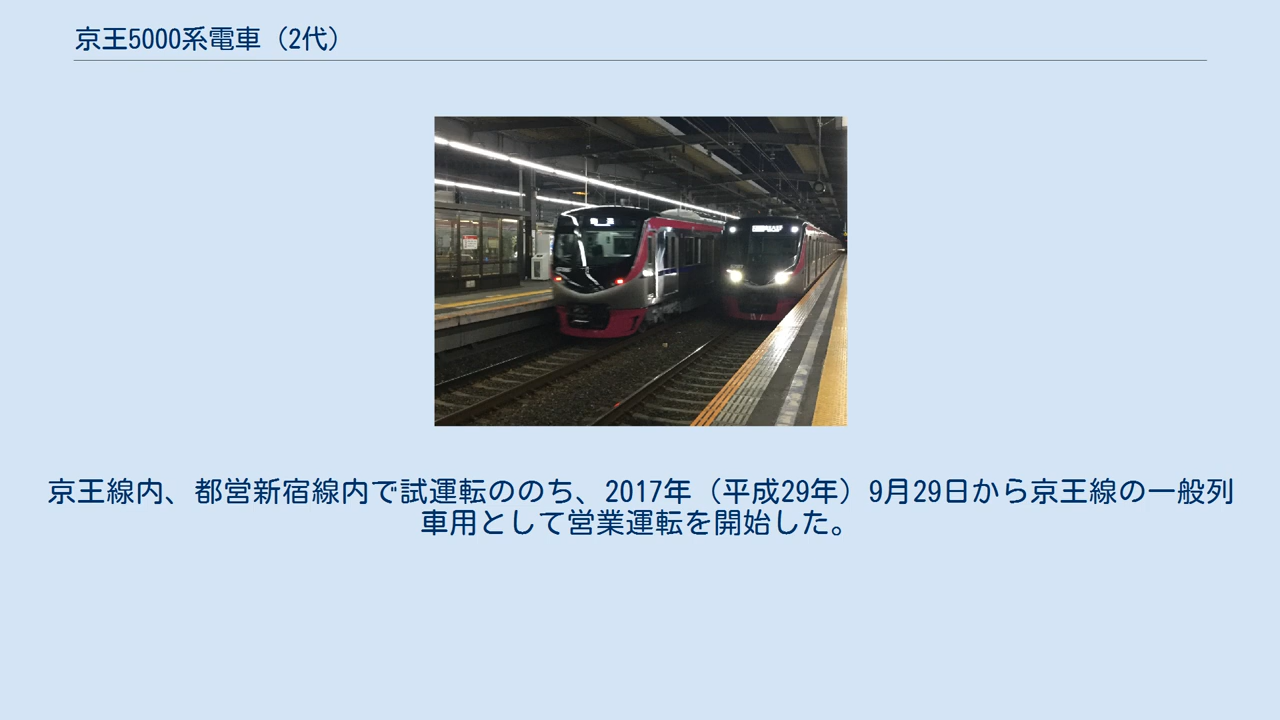 京王5000系電車（2代）
京王線内、都営新宿線内で試運転ののち、2017年（平成29年）9月29日から京王線の一般列
車用として営業運転を開始した。